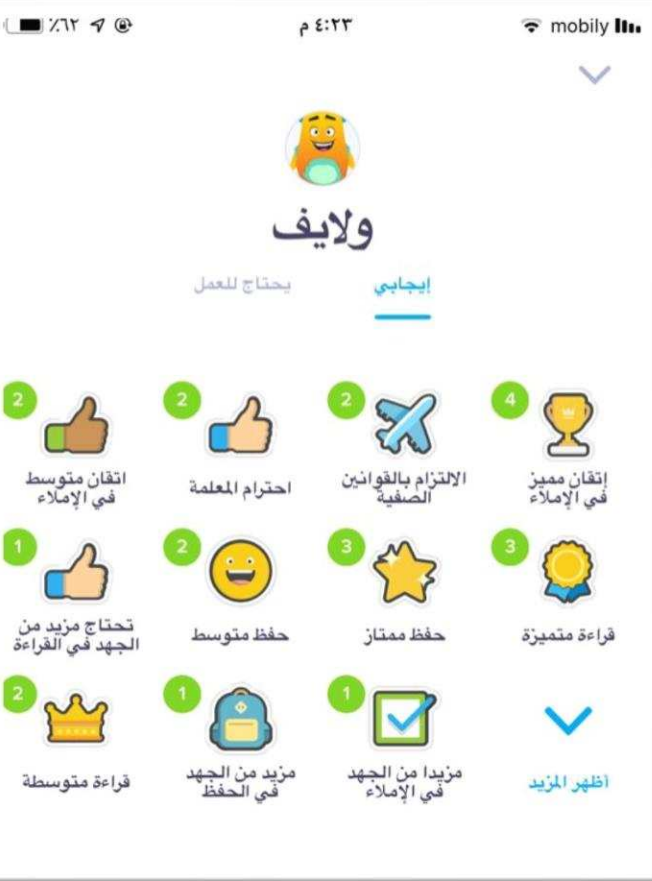 ٪٦٢ ٤:٢٣ م mobily
ولايف
إيجابي يحتاج للعمل
4 2 2 2
إتقان مميز
في الإملاء
الالتزام بالقوانين
الصفية
احترام المعلمة
اتقان متوسط
في الإملاء
3 3 2 1
قراءة متميزة
حفظ ممتاز
حفظ متوسط
تحتاج مزيد من
الجهد في القراءة
1 1 2
أظهر المزيد
مزيدا من الجهد
في الإملاء
مزيد من الجهد
في الحفظ
قراءة متوسطة